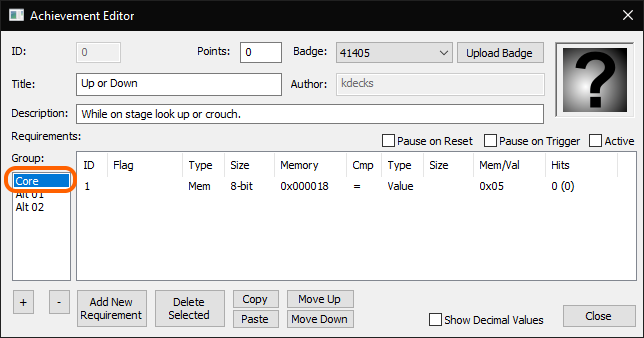 Achievement Editor
ID: 0 Points: 0 Badge: 41405 Upload Badge
Title: Up or Down Author: kdecks
Description: While on stage look up or crouch.
Requirements: Pause on Reset Pause on Trigger Active
Group:
ID Flag Type Size Memory Cmp Type Size Mem/Val Hits
Core 1 Mem 8-bit 0x000018 = Value 0x05 0 (0)
Alt 01
Alt 02
+ - Add New Requirement Delete Selected Copy Paste Move Up Move Down Show Decimal Values Close
?